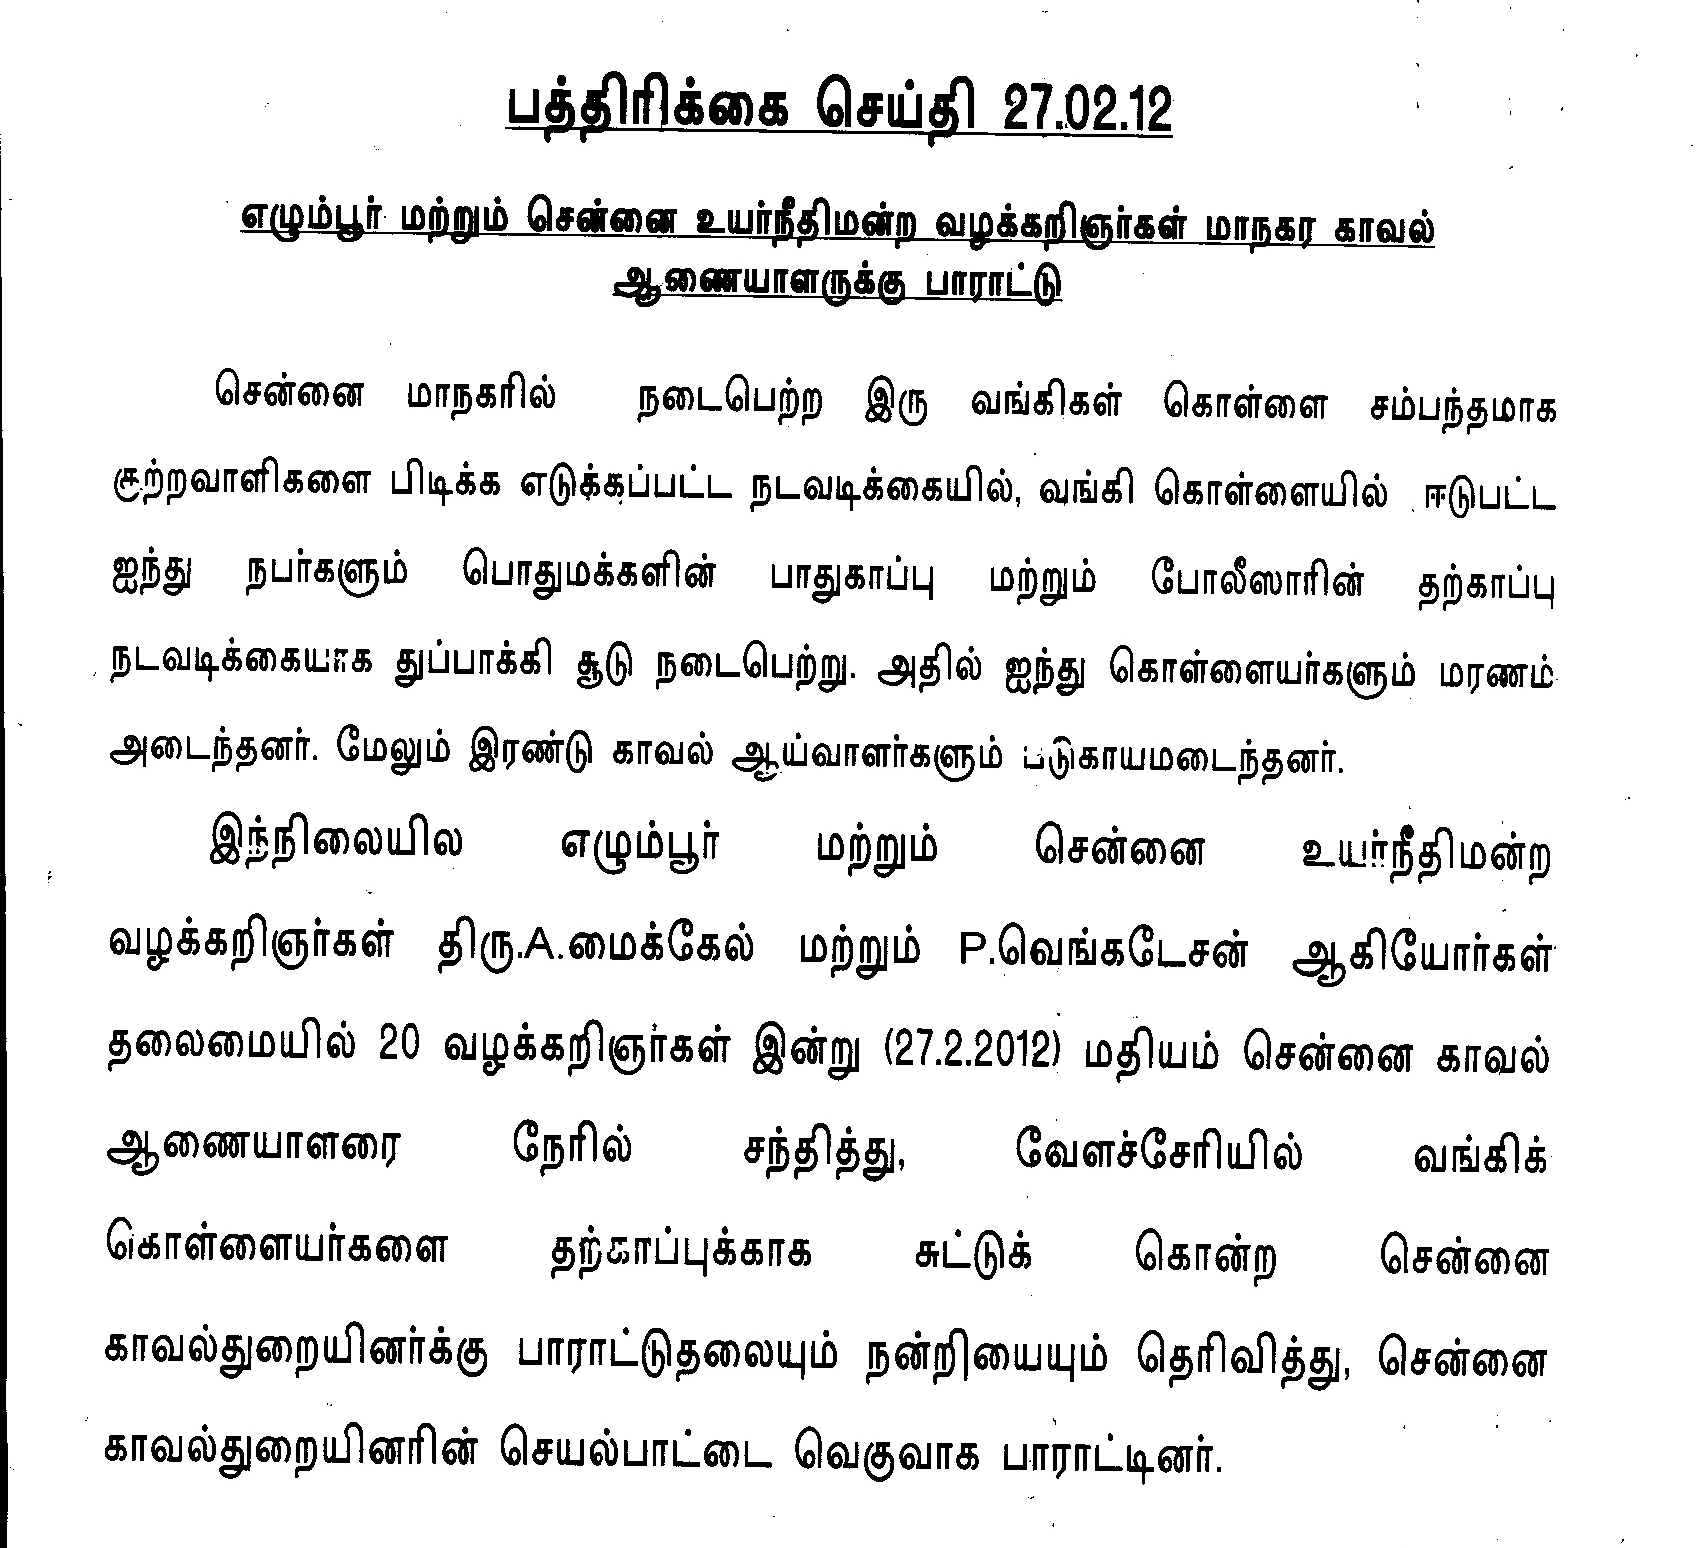 பத்திரிக்கை செய்தி 27.02.12
எழும்பூர் மற்றும் சென்னை உயர்நீதிமன்ற வழக்கறிஞர்கள் மாநகர காவல்
ஆணையாளருக்கு பாராட்டு
சென்னை மாநகரில் நடைபெற்ற இரு வங்கிகள் கொள்ளை சம்பந்தமாக
குற்றவாளிகளை பிடிக்க எடுக்கப்பட்ட நடவடிக்கையில், வங்கி கொள்ளையில் ஈடுபட்ட
ஐந்து நபர்களும் பொதுமக்களின் பாதுகாப்பு மற்றும் போலீஸாரின் தற்காப்பு
நடவடிக்கையாக துப்பாக்கி சூடு நடைபெற்று. அதில் ஐந்து கொள்ளையர்களும் மரணம்
அடைந்தனர். மேலும் இரண்டு காவல் ஆய்வாளர்களும் படுகாயமடைந்தனர்.
இந்நிலையில எழும்பூர் மற்றும் சென்னை உயர்நீதிமன்ற
வழக்கறிஞர்கள் திரு.A.மைக்கேல் மற்றும் P.வெங்கடேசன் ஆகியோர்கள்
தலைமையில் 20 வழக்கறிஞர்கள் இன்று (27.2.2012) மதியம் சென்னை காவல்
ஆணையாளரை நேரில் சந்தித்து, வேளச்சேரியில் வங்கிக்
கொள்ளையர்களை தற்காப்புக்காக சுட்டுக் கொன்ற சென்னை
காவல்துறையினர்க்கு பாராட்டுதலையும் நன்றியையும் தெரிவித்து, சென்னை
காவல்துறையினரின் செயல்பாட்டை வெகுவாக பாராட்டினர்.